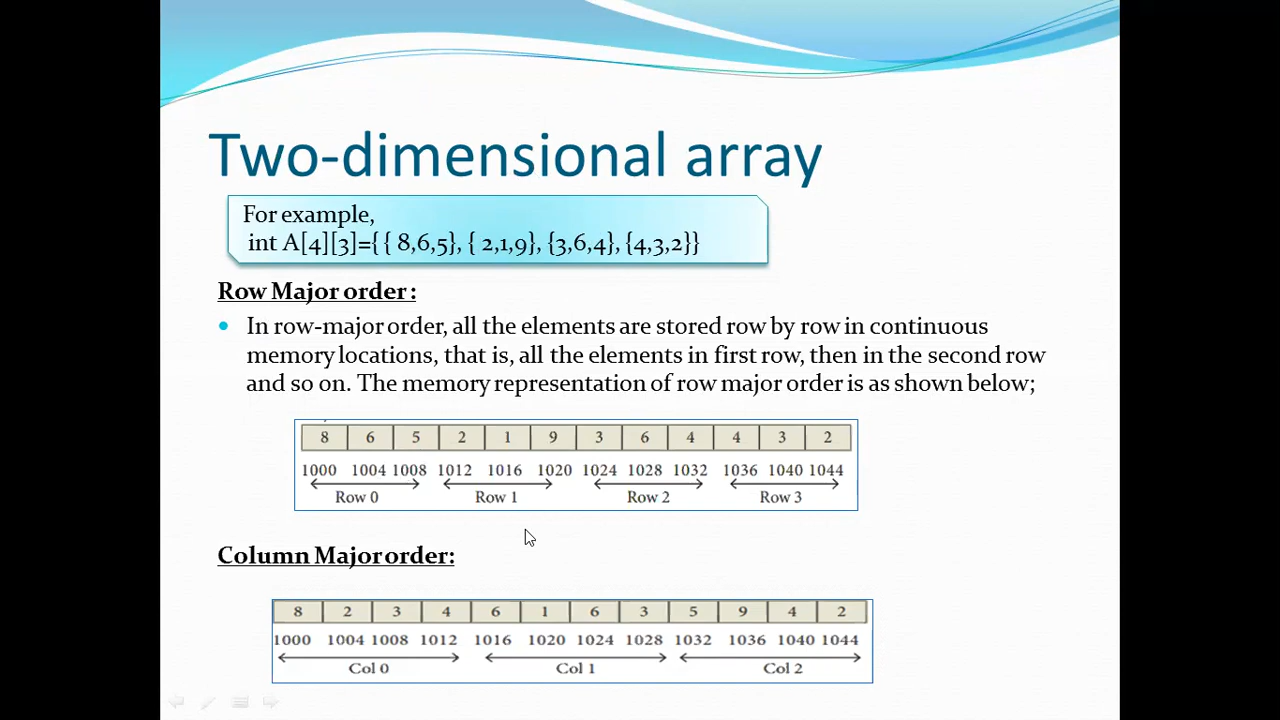 Two-dimensional array
For example,
int A[4][3]={ { 8,6,5}, { 2,1,9}, {3,6,4}, {4,3,2}}
Row Major order :
In row-major order, all the elements are stored row by row in continuous
memory locations, that is, all the elements in first row, then in the second row
and so on. The memory representation of row major order is as shown below;
8 6 5 2 1 9 3 6 4 4 3 2
1000 1004 1008 1012 1016 1020 1024 1028 1032 1036 1040 1044
Row 0 Row 1 Row 2 Row 3
Column Major order:
8 2 3 4 6 1 6 3 5 9 4 2
1000 1004 1008 1012 1016 1020 1024 1028 1032 1036 1040 1044
Col 0 Col 1 Col 2